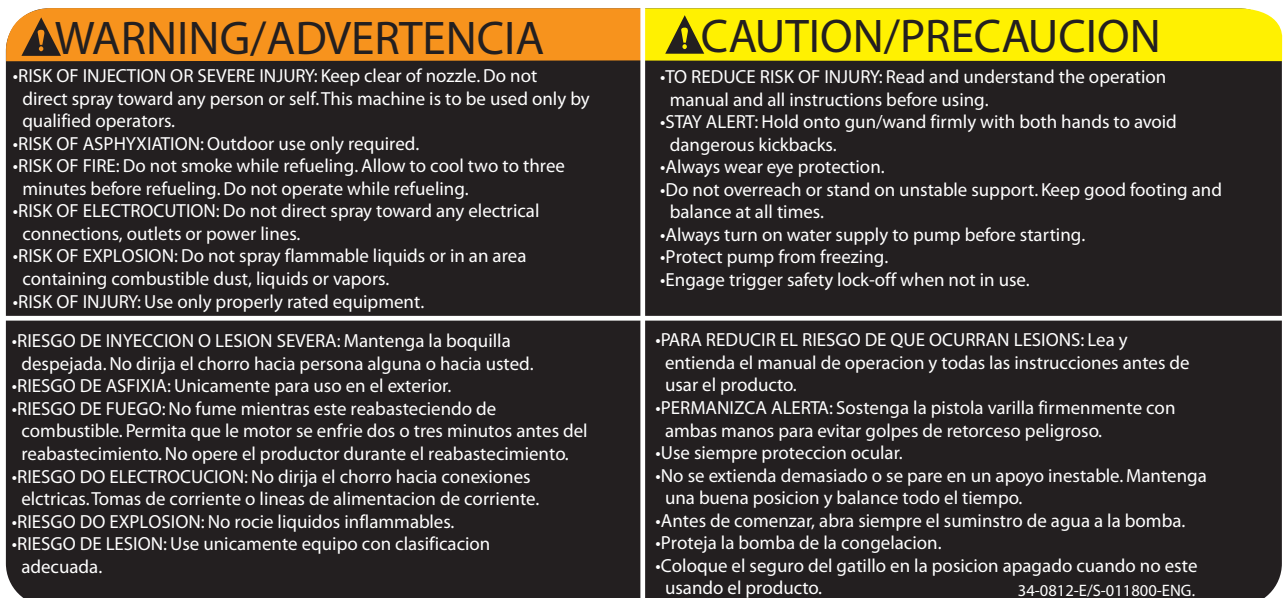 WARNING/ADVERTENCIA
•RISK OF INJECTION OR SEVERE INJURY: Keep clear of nozzle. Do not
direct spray toward any person or self. This machine is to be used only by
qualified operators.
•RISK OF ASPHYXIATION: Outdoor use only required.
•RISK OF FIRE: Do not smoke while refueling. Allow to cool two to three
minutes before refueling. Do not operate while refueling.
•RISK OF ELECTROCUTION: Do not direct spray toward any electrical
connections, outlets or power lines.
•RISK OF EXPLOSION: Do not spray flammable liquids or in an area
containing combustible dust, liquids or vapors.
•RISK OF INJURY: Use only properly rated equipment.
CAUTION/PRECAUCION
•TO REDUCE RISK OF INJURY: Read and understand the operation
manual and all instructions before using.
•STAY ALERT: Hold onto gun/wand firmly with both hands to avoid
dangerous kickbacks.
•Always wear eye protection.
•Do not overreach or stand on unstable support. Keep good footing and
balance at all times.
•Always turn on water supply to pump before starting.
•Protect pump from freezing.
•Engage trigger safety lock-off when not in use.
•RIESGO DE INYECCION O LESION SEVERA: Mantenga la boquilla
despejada. No dirija el chorro hacia persona alguna o hacia usted.
•RIESGO DE ASFIXIA: Unicamente para uso en el exterior.
•RIESGO DE FUEGO: No fume mientras este reabasteciendo de
combustible. Permita que le motor se enfrie dos o tres minutos antes del
reabastecimiento. No opere el productor durante el reabastecimiento.
•RIESGO DO ELECTROCUCION: No dirija el chorro hacia conexiones
elctricas. Tomas de corriente o lineas de alimentacion de corriente.
•RIESGO DO EXPLOSION: No rocie liquidos inflammables.
•RIESGO DE LESION: Use unicamente equipo con clasificacion
adecuada.
•PARA REDUCIR EL RIESGO DE QUE OCURRAN LESIONS: Lea y
entienda el manual de operacion y todas las instrucciones antes de
usar el producto.
•PERMANIZCA ALERTA: Sostenga la pistola varilla firmenmente con
ambas manos para evitar golpes de retorceso peligroso.
•Use siempre proteccion ocular.
•No se extienda demasiado o se pare en un apoyo inestable. Mantenga
una buena posicion y balance todo el tiempo.
•Antes de comenzar, abra siempre el suminstro de agua a la bomba.
•Proteja la bomba de la congelacion.
•Coloque el seguro del gatillo en la posicion apagado cuando no este
usando el producto. 34-0812-E/S-011800-ENG.